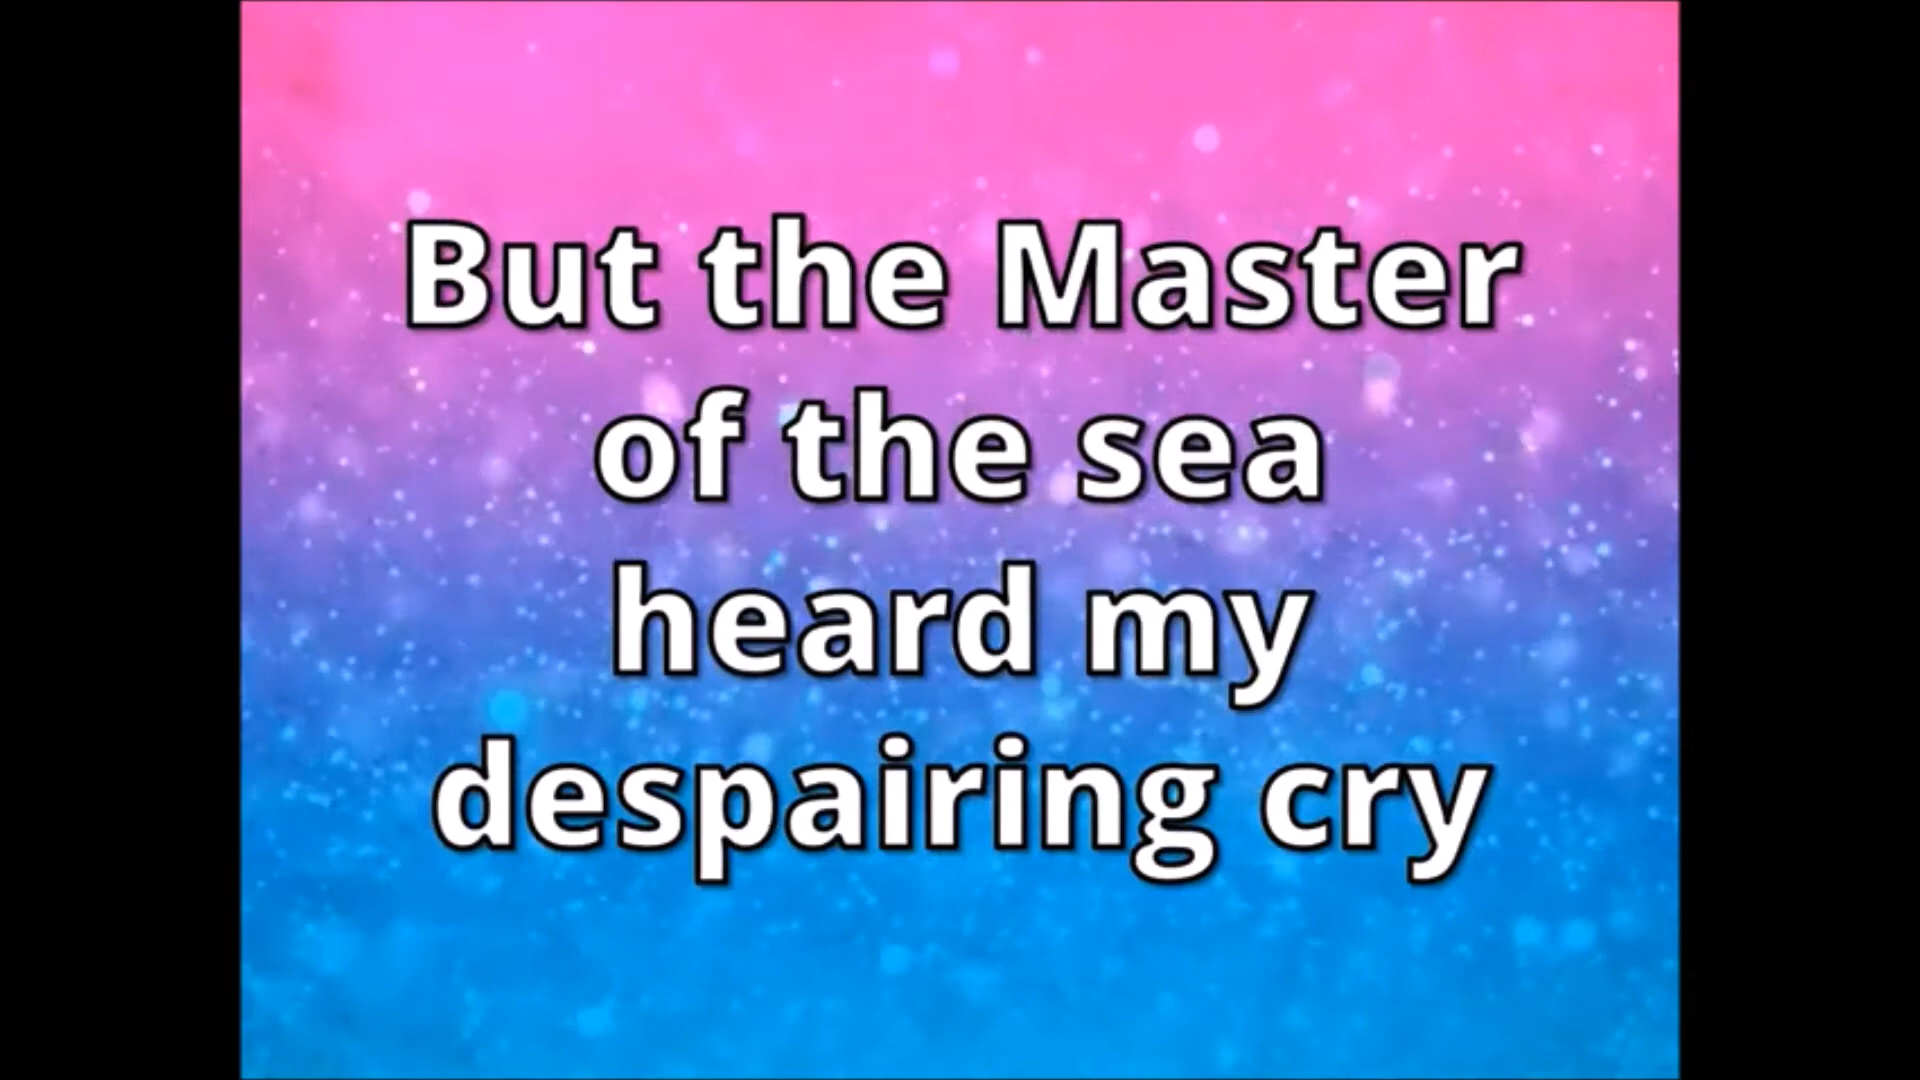 But the Master
of the sea
heard my
despairing cry